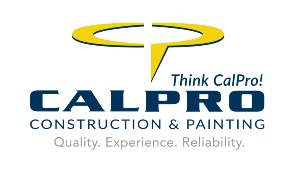 Think CalPro!
CALPRO
CONSTRUCTION & PAINTING
Quality. Experience. Reliability.